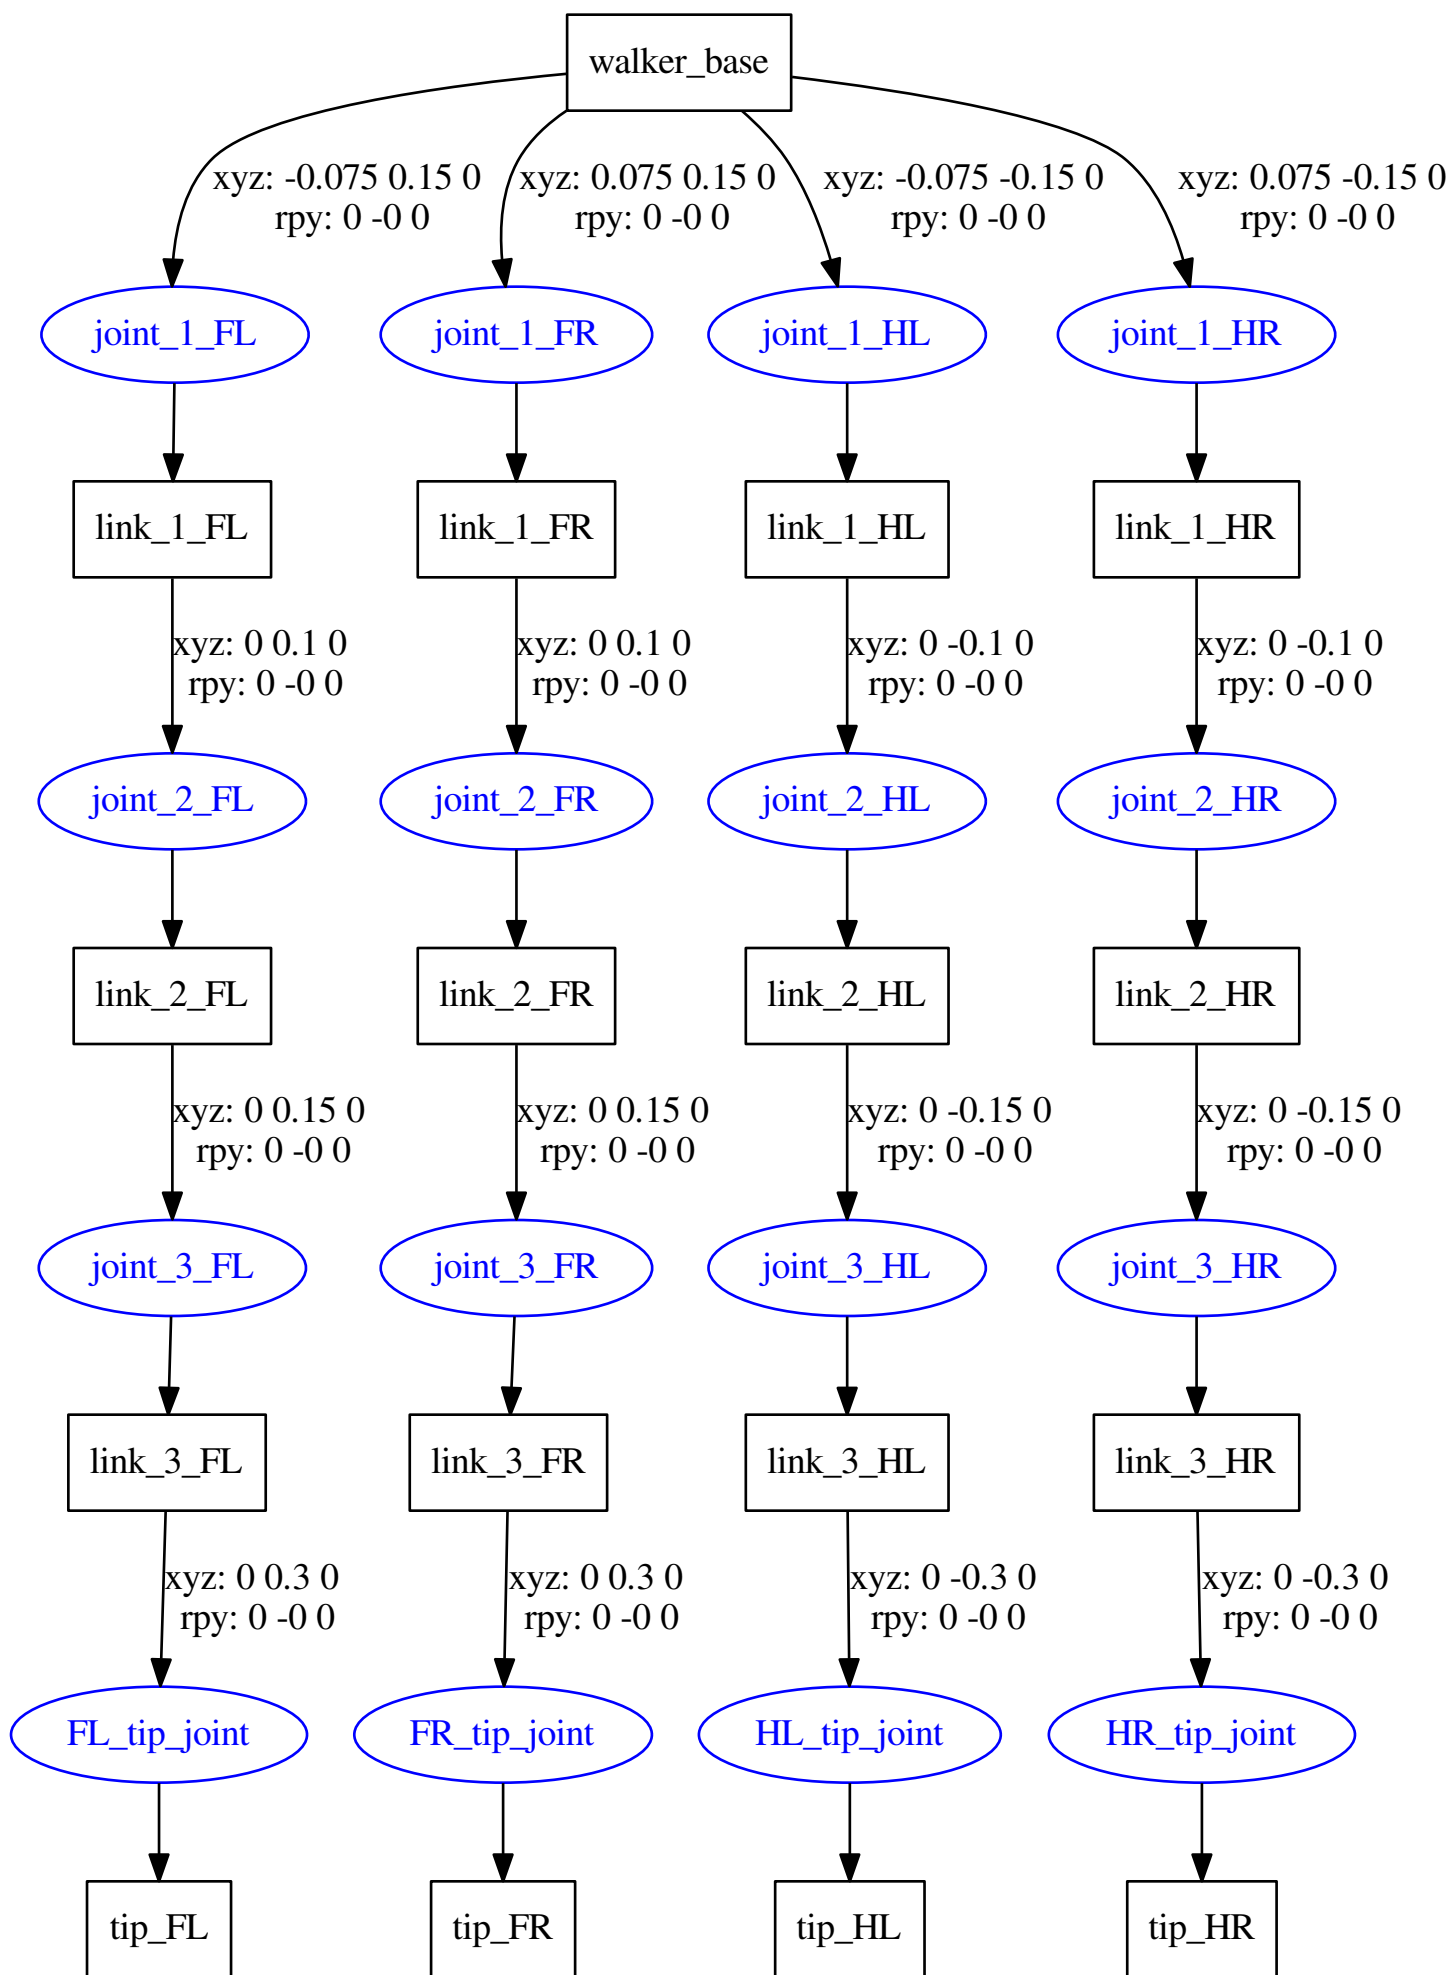 walker_base
xyz: -0.075 0.15 0
rpy: 0 -0 0
xyz: 0.075 0.15 0
rpy: 0 -0 0
xyz: -0.075 -0.15 0
rpy: 0 -0 0
xyz: 0.075 -0.15 0
rpy: 0 -0 0
joint_1_FL
joint_1_FR
joint_1_HL
joint_1_HR
link_1_FL
link_1_FR
link_1_HL
link_1_HR
xyz: 0 0.1 0
rpy: 0 -0 0
xyz: 0 0.1 0
rpy: 0 -0 0
xyz: 0 -0.1 0
rpy: 0 -0 0
xyz: 0 -0.1 0
rpy: 0 -0 0
joint_2_FL
joint_2_FR
joint_2_HL
joint_2_HR
link_2_FL
link_2_FR
link_2_HL
link_2_HR
xyz: 0 0.15 0
rpy: 0 -0 0
xyz: 0 0.15 0
rpy: 0 -0 0
xyz: 0 -0.15 0
rpy: 0 -0 0
xyz: 0 -0.15 0
rpy: 0 -0 0
joint_3_FL
joint_3_FR
joint_3_HL
joint_3_HR
link_3_FL
link_3_FR
link_3_HL
link_3_HR
xyz: 0 0.3 0
rpy: 0 -0 0
xyz: 0 0.3 0
rpy: 0 -0 0
xyz: 0 -0.3 0
rpy: 0 -0 0
xyz: 0 -0.3 0
rpy: 0 -0 0
FL_tip_joint
FR_tip_joint
HL_tip_joint
HR_tip_joint
tip_FL
tip_FR
tip_HL
tip_HR